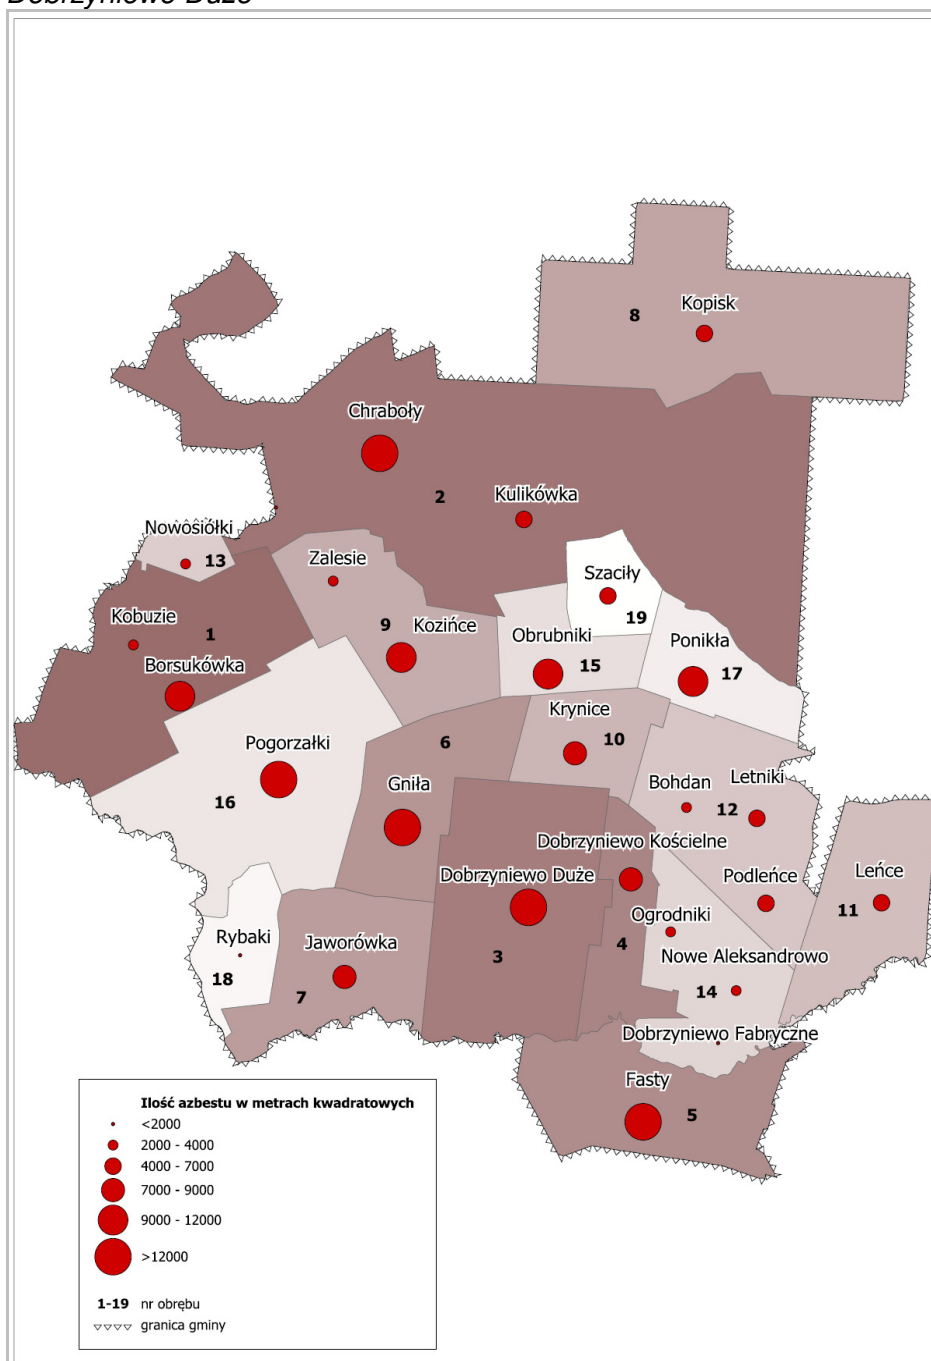 Dobrzyniewo Duże
Kopisk
8
Chraboły
2
Kulikówka
Nowosiółki
13
Zalesie
Szaciły
19
Kobuzie
1
9
Kozińce
Obrubniki
15
Ponikła
17
Borsukówka
Krynice
10
Pogorzałki
16
6
Gniła
Bohdan
Letniki
12
Dobrzyniewo Kościelne
Dobrzyniewo Duże
3
4
Podleńce
Leńce
11
Ogrodniki
Rybaki
18
Jaworówka
7
Nowe Aleksandrowo
14
Dobrzyniewo Fabryczne
Fasty
5
Ilość azbestu w metrach kwadratowych
<2000
2000 - 4000
4000 - 7000
7000 - 9000
9000 - 12000
>12000
1-19 nr obrębu
granica gminy